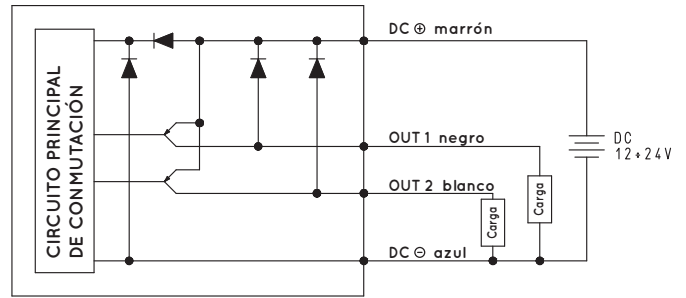 CIRCUITO PRINCIPAL
DE CONMUTACIÓN
DC ⊕ marrón
OUT 1 negro
OUT 2 blanco
DC ⊖ azul
Carga
Carga
DC
12÷24V